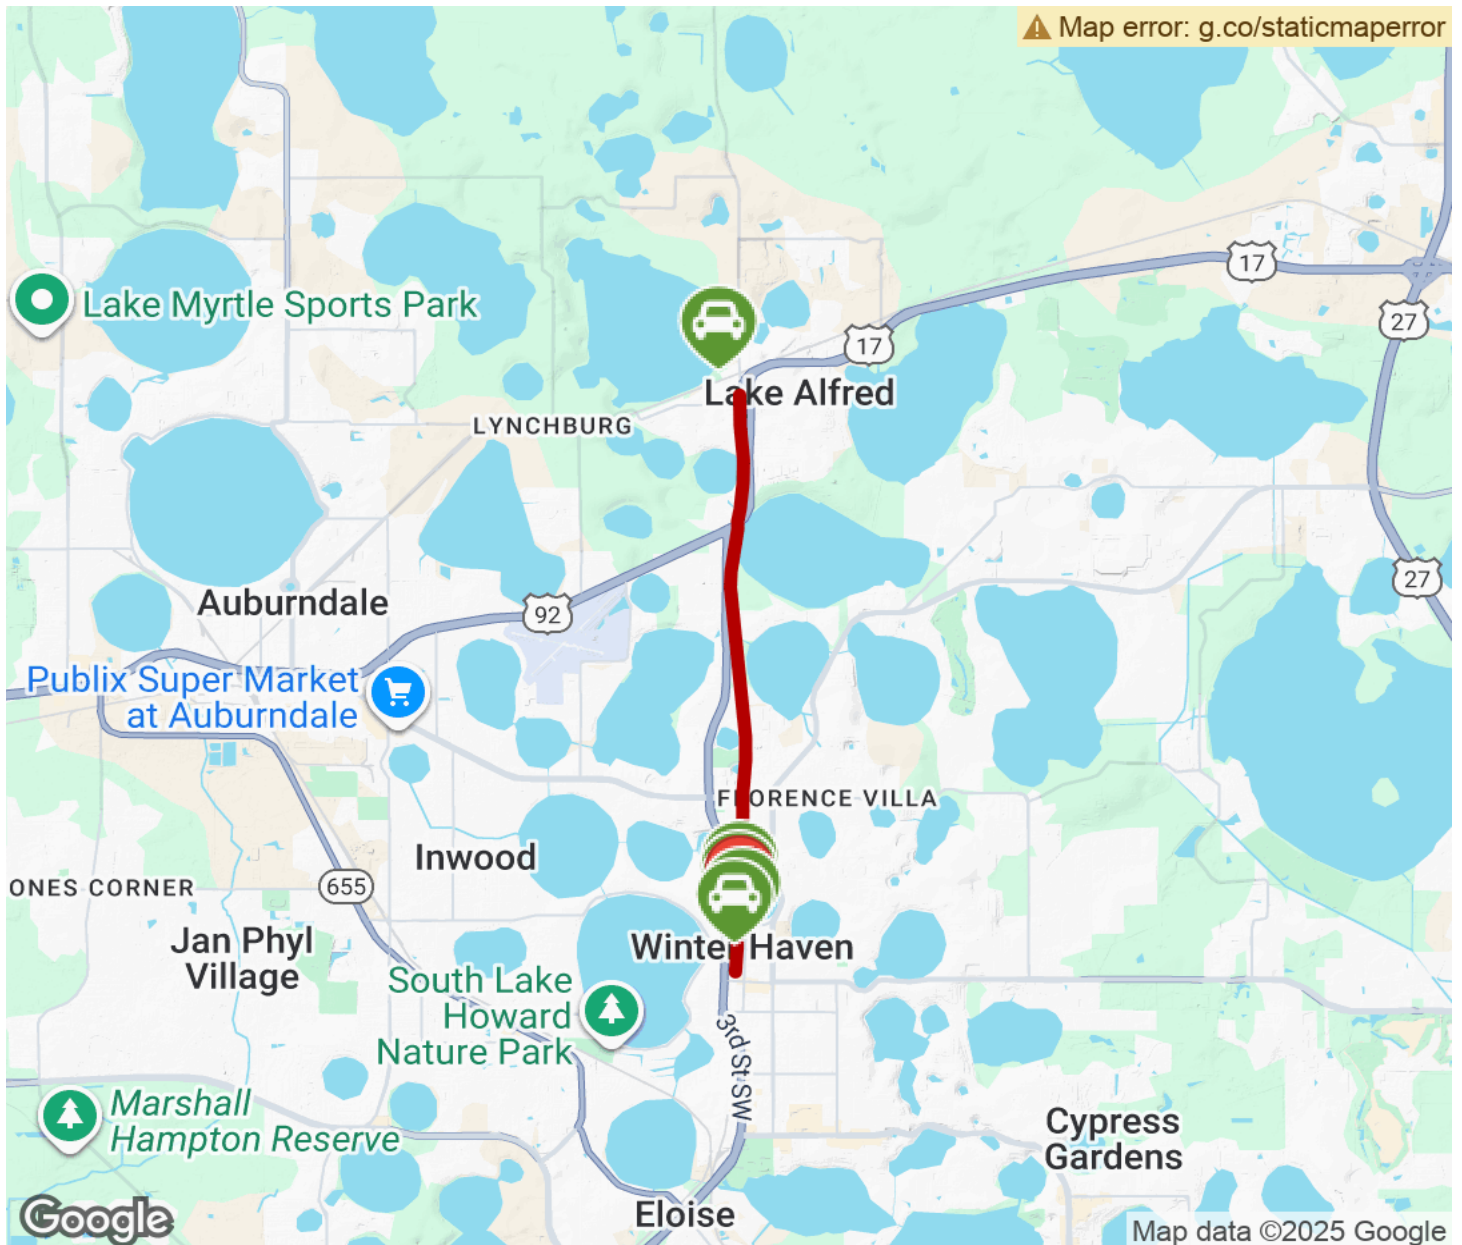 Map error: g.co/staticmaperror
17
Lake Myrtle Sports Park
27
17
Lake Alfred
LYNCHBURG
27
Auburndale
92
Publix Super Market
at Auburndale
FLORENCE VILLA
Inwood
ONES CORNER
655
Winter Haven
Jan Phyl
Village
South Lake
Howard
Nature Park
3rd St SW
Marshall
Hampton Reserve
Cypress
Gardens
Eloise
Google
Map data ©2025 Google